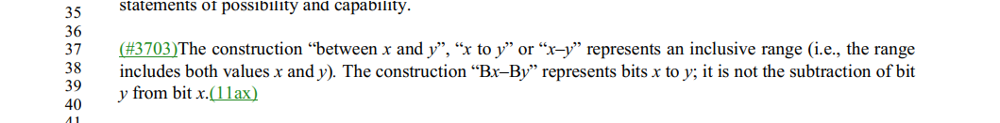 35 statements of possibility and capability.
36
37 (#3703)The construction “between x and y”, “x to y” or “x–y” represents an inclusive range (i.e., the range
38 includes both values x and y). The construction “Bx–By” represents bits x to y; it is not the subtraction of bit
39 y from bit x.(11ax)
40
41